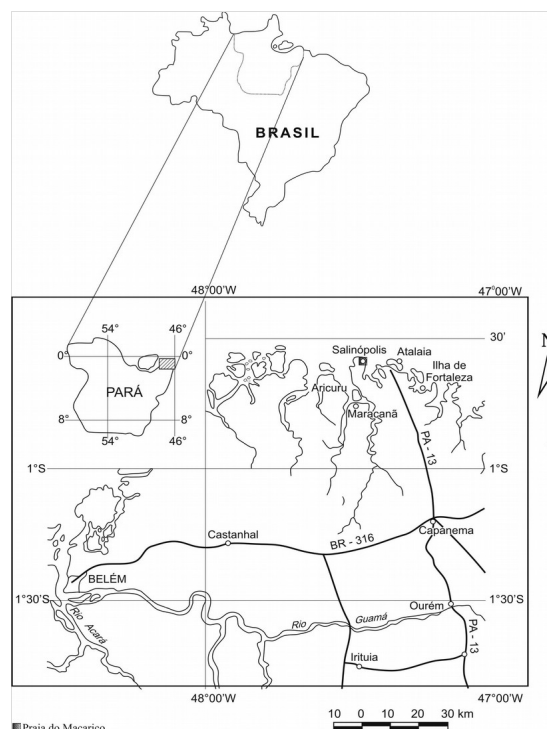 BRASIL
48°00'W
47°00'W
54°
46°
0°
0°
PARÁ
8°
8°
54°
46°
30'
Salinópolis
Atalaia
Ilha de
Fortaleza
Aricuru
Maracanã
PA - 13
N
1°S
1°S
Castanhal
BR - 316
Capanema
BELÉM
1°30'S
1°30'S
Rio Acará
Rio
Guamá
Ourém
PA - 13
Irituia
48°00'W
47°00'W
10 0 10 20 30 km
Praia do Maçarico